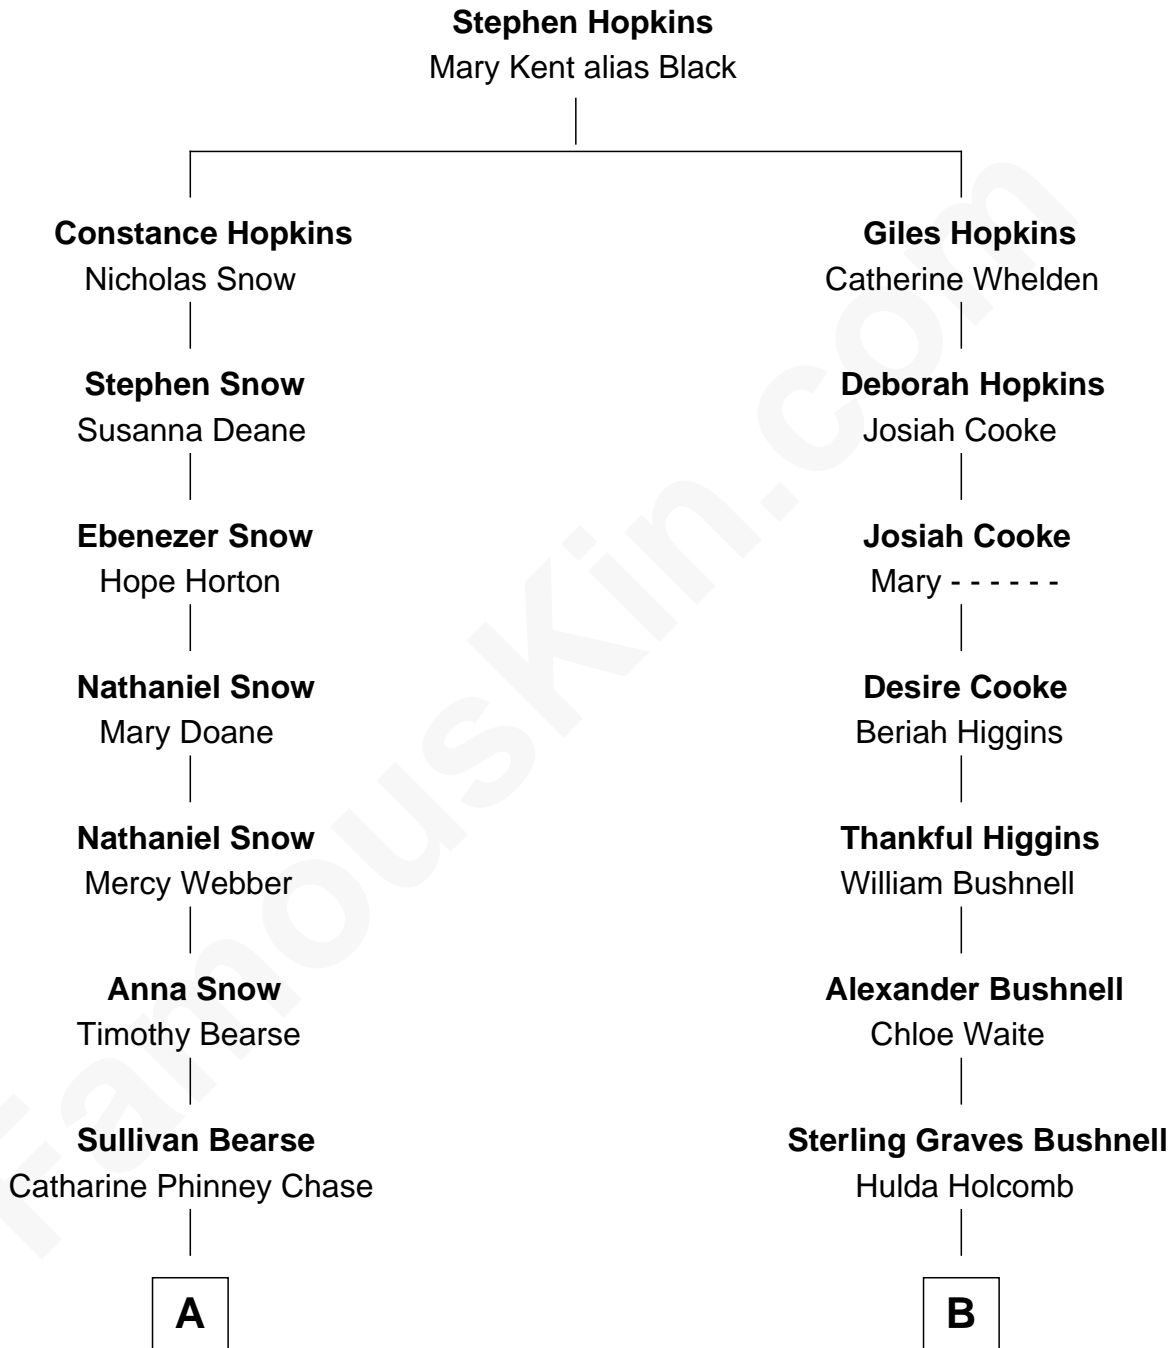 Stephen Hopkins
Mary Kent alias Black
Constance Hopkins
Nicholas Snow
Giles Hopkins
Catherine Whelden
Stephen Snow
Susanna Deane
Deborah Hopkins
Josiah Cooke
Ebenezer Snow
Hope Horton
Josiah Cooke
Mary - - - - - -
Nathaniel Snow
Mary Doane
Desire Cooke
Beriah Higgins
Nathaniel Snow
Mercy Webber
Thankful Higgins
William Bushnell
Anna Snow
Timothy Bearse
Alexander Bushnell
Chloe Waite
Sullivan Bearse
Catharine Phinney Chase
Sterling Graves Bushnell
Hulda Holcomb
A
B
FamousKin.com